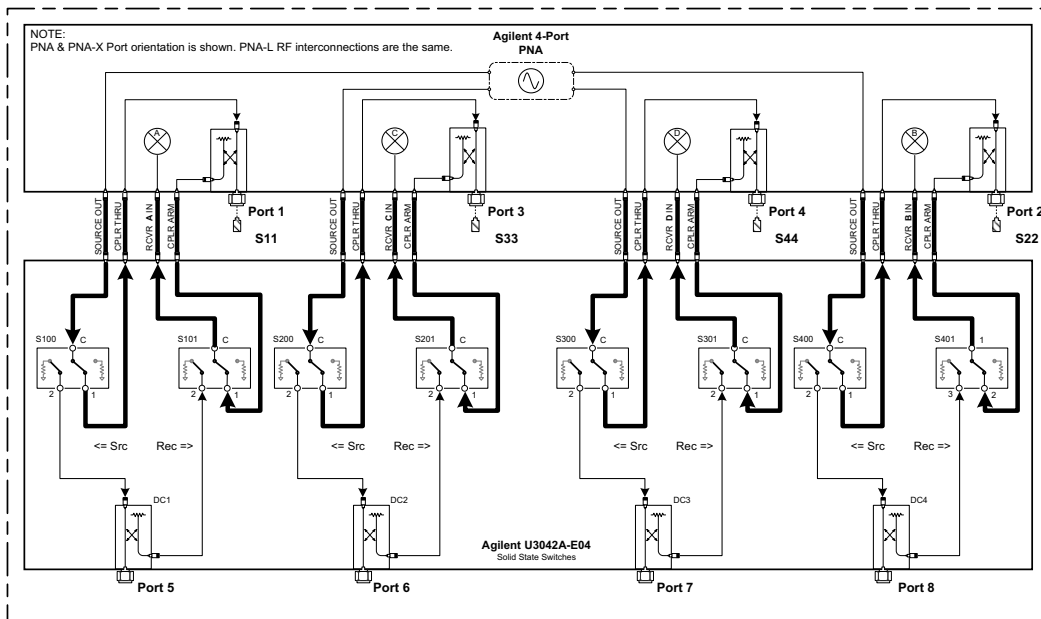 NOTE:
PNA & PNA-X Port orientation is shown. PNA-L RF interconnections are the same.
Agilent 4-Port
PNA
A
C
D
B
SOURCE OUT
CPLR THRU
RCVR A IN
CPLR ARM
Port 1
S11
SOURCE OUT
CPLR THRU
RCVR C IN
CPLR ARM
Port 3
S33
SOURCE OUT
CPLR THRU
RCVR D IN
CPLR ARM
Port 4
S44
SOURCE OUT
CPLR THRU
RCVR B IN
CPLR ARM
Port 2
S22
S100
C
2
1
S101
C
2
1
S200
C
2
1
S201
C
2
1
S300
C
2
1
S301
C
2
1
S400
C
2
1
S401
1
3
2
<= Src
Rec =>
<= Src
Rec =>
<= Src
Rec =>
<= Src
Rec =>
DC1
DC2
DC3
DC4
Agilent U3042A-E04
Solid State Switches
Port 5
Port 6
Port 7
Port 8